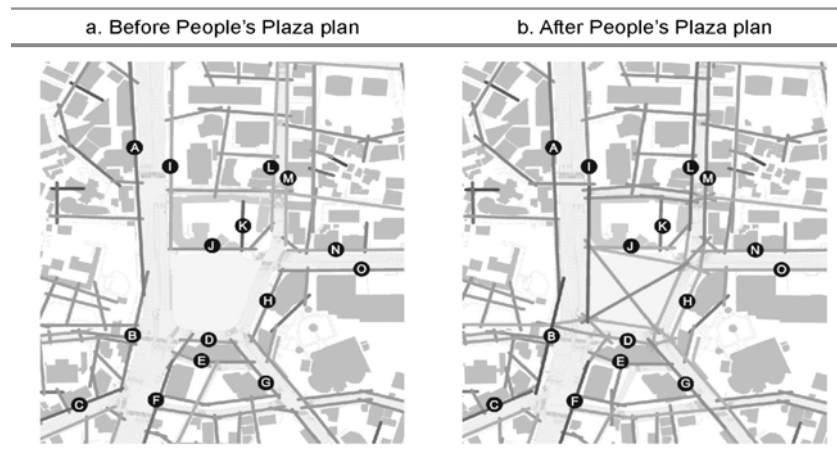 a. Before People's Plaza plan
b. After People's Plaza plan
A
I
L
M
K
J
N
O
H
B
D
E
G
C
F
A
I
L
M
K
J
N
O
H
B
D
E
G
C
F